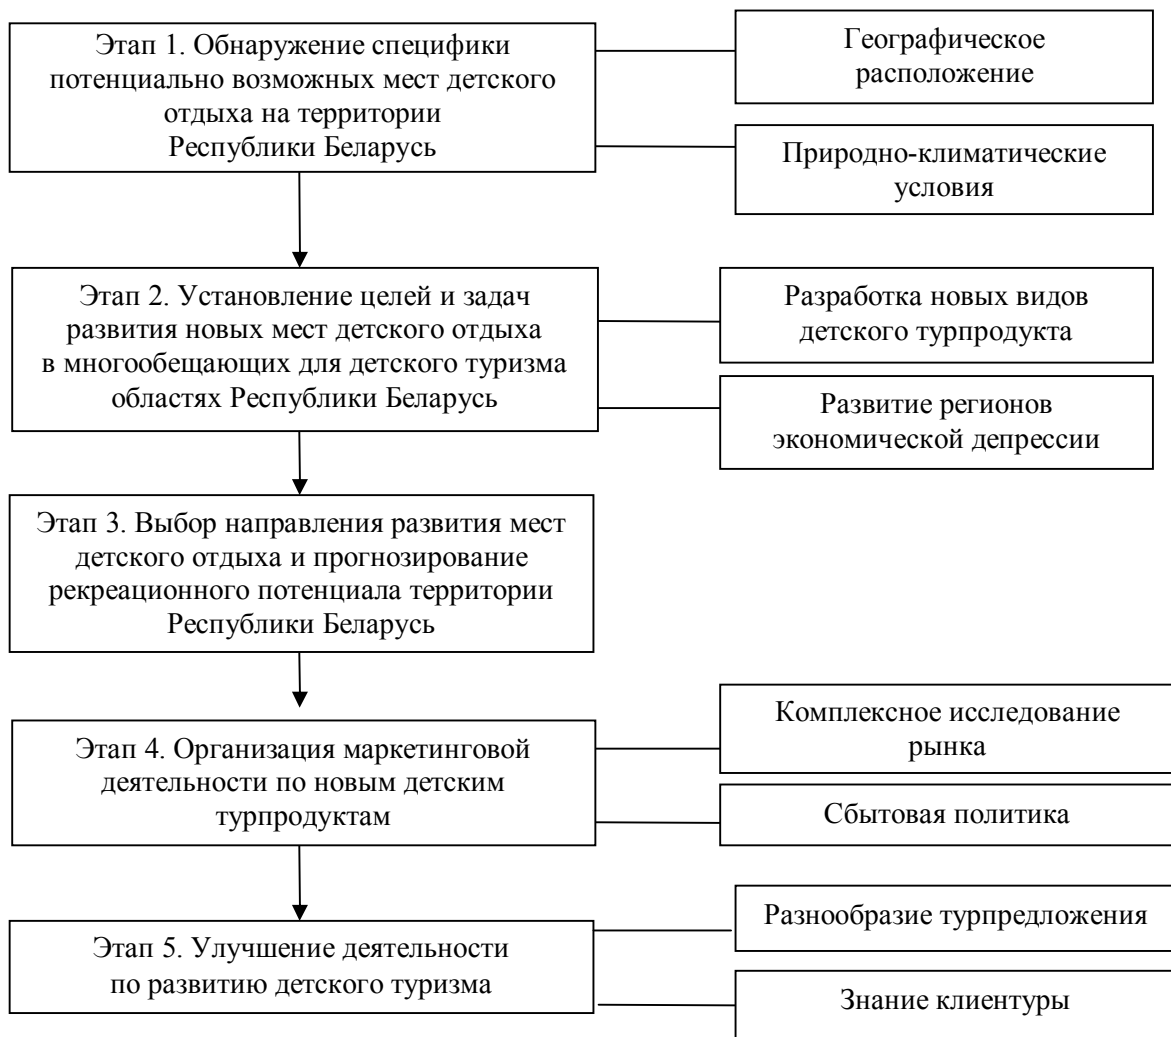 Этап 1. Обнаружение специфики
потенциально возможных мест детского
отдыха на территории
Республики Беларусь
Географическое
расположение
Природно-климатические
условия
Этап 2. Установление целей и задач
развития новых мест детского отдыха
в многообещающих для детского туризма
областях Республики Беларусь
Разработка новых видов
детского турпродукта
Развитие регионов
экономической депрессии
Этап 3. Выбор направления развития мест
детского отдыха и прогнозирование
рекреационного потенциала территории
Республики Беларусь
Этап 4. Организация маркетинговой
деятельности по новым детским
турпродуктам
Комплексное исследование
рынка
Сбытовая политика
Этап 5. Улучшение деятельности
по развитию детского туризма
Разнообразие турпредложения
Знание клиентуры